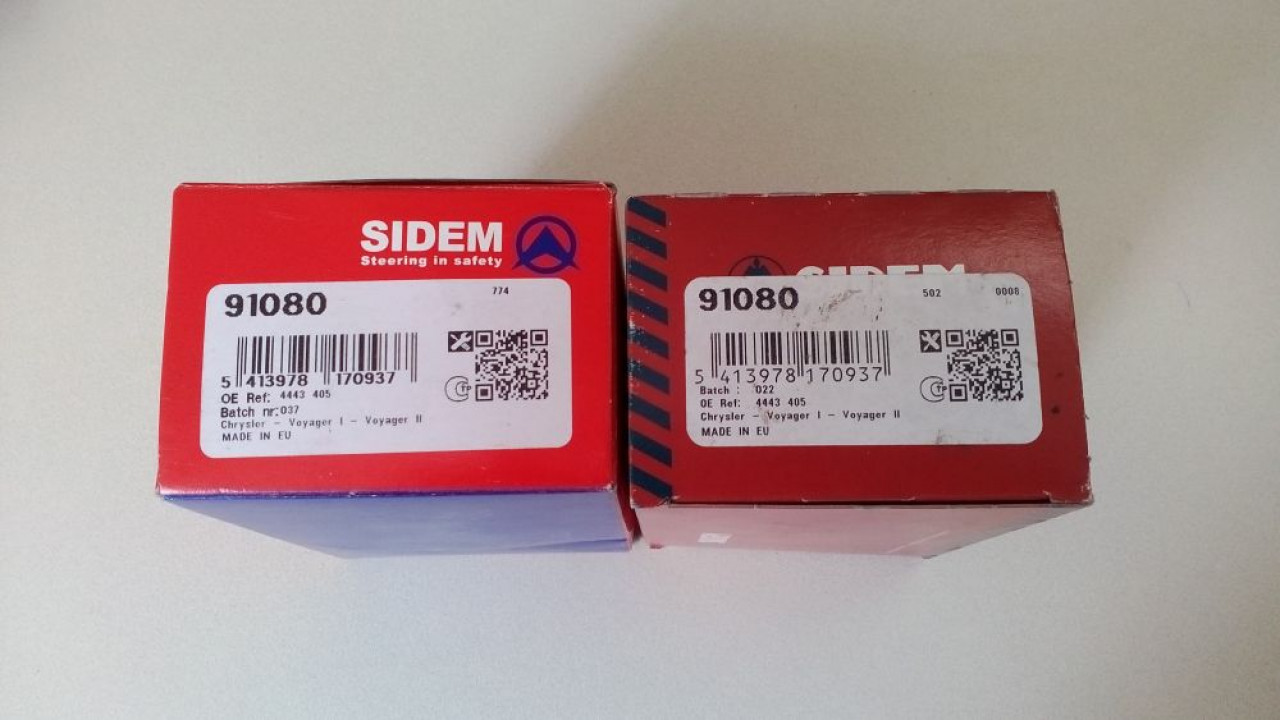 SIDEM
Steering in safety
91080
774
5 413978 170937
OE Ref: 4443 405
Batch nr:037
Chrysler - Voyager I - Voyager II
MADE IN EU
CTP
SIDEM
91080
502
0008
5 413978 170937
Batch : 022
OE Ref: 4443 405
Chrysler - Voyager I - Voyager II
MADE IN EU
CTP